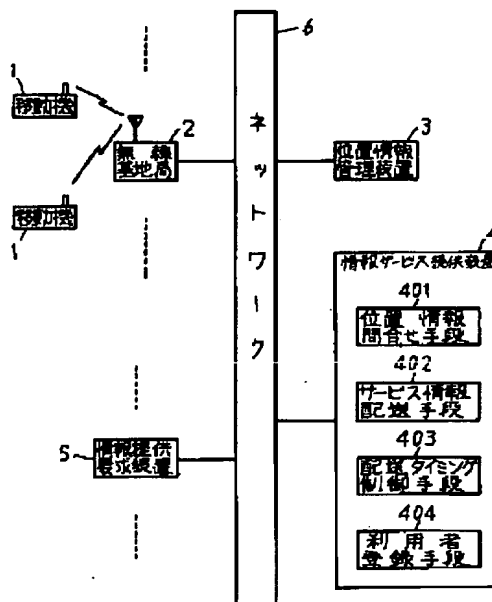 6
1
移動機
2
無線
基地局
3
位置情報
管理装置
移動機
1
ネットワーク
4
情報サービス提供装置
401
位置情報
問合せ手段
402
サービス情報
配送手段
403
配送タイミング
制御手段
404
利用者
登録手段
5
情報提供
要求装置